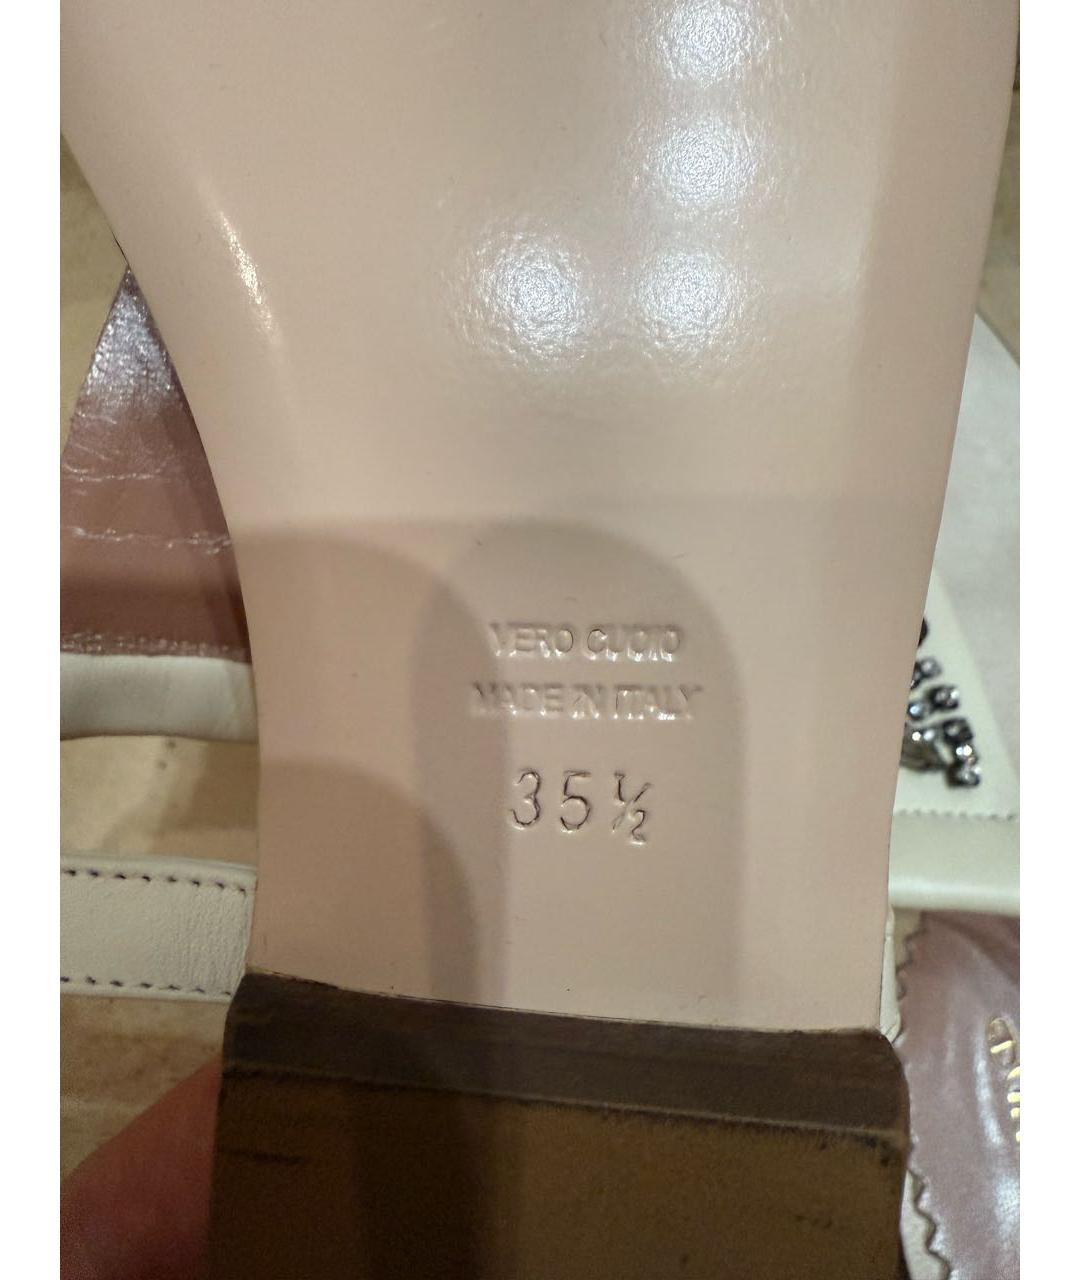 VERO CUOIO
MADE IN ITALY
35½